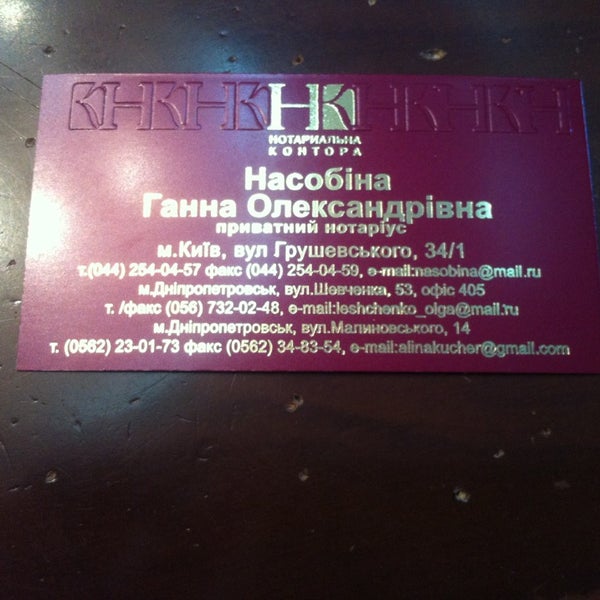 НК
НОТАРИАЛЬНА
КОНТОРА
Насобіна
Ганна Олександрівна
приватний нотаріус
м.Київ, вул Грушевського, 34/1
т.(044) 254-04-57 факс (044) 254-04-59, e-mail:nasobina@mail.ru
м.Дніпропетровськ, вул.Шевченка, 53, офіс 405
т. /факс (056) 732-02-48, e-mail:leshchenko_olga@mail.ru
м.Дніпропетровськ, вул.Малиновського, 14
т. (0562) 23-01-73 факс (0562) 34-83-54, e-mail:alinakucher@gmail.com